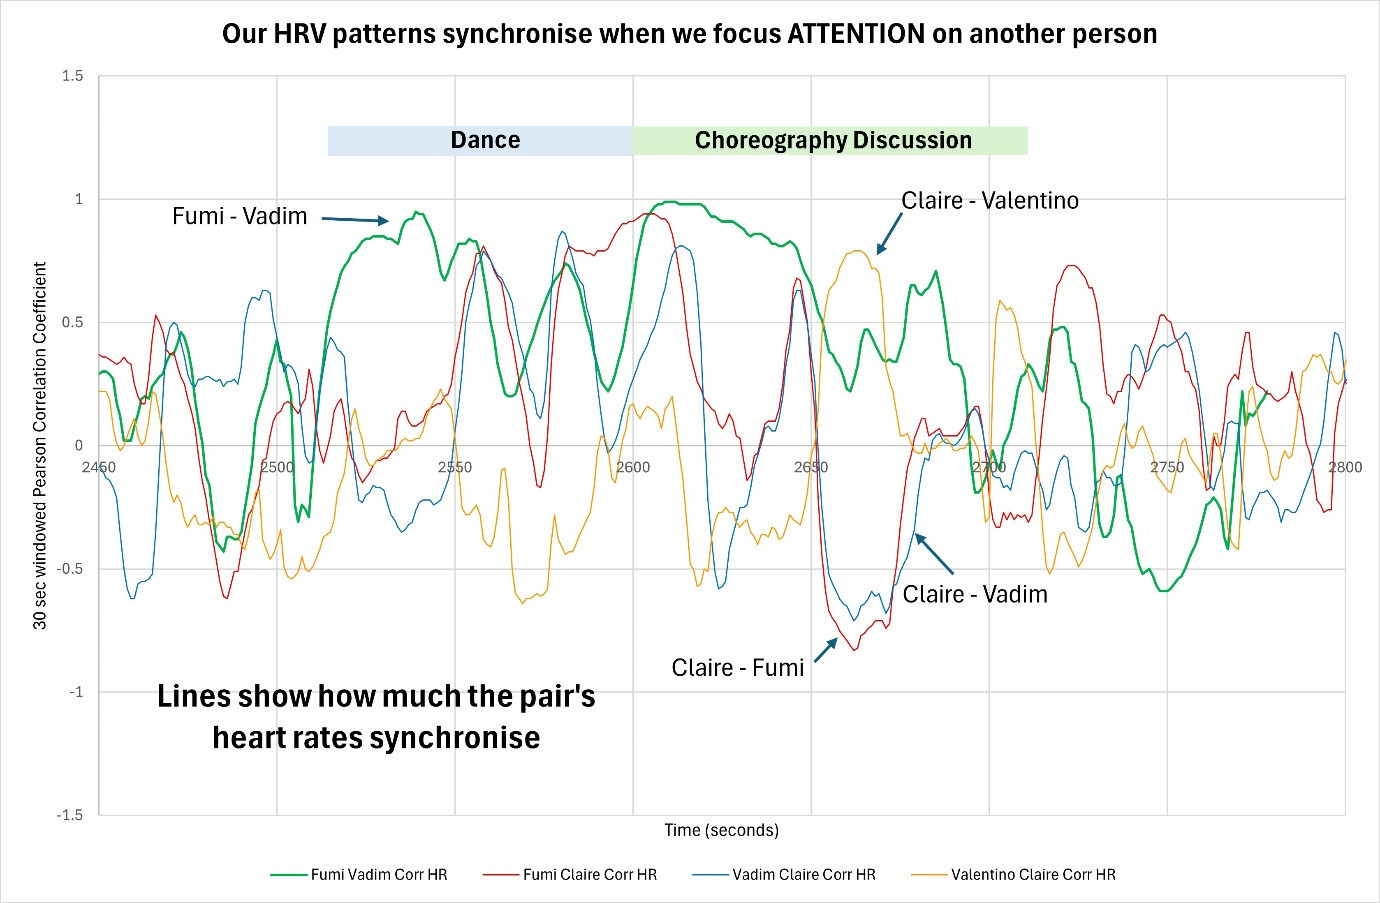 Our HRV patterns synchronise when we focus ATTENTION on another person
1.5
Dance
Choreography Discussion
1
Fumi - Vadim
Claire - Valentino
0.5
0
2450
2500
2550
2600
2650
2700
2750
2800
-0.5
Claire - Vadim
Claire - Fumi
-1
Lines show how much the pair's
heart rates synchronise
-1.5
30 sec windowed Pearson Correlation Coefficient
Time (seconds)
Fumi Vadim Corr HR
Fumi Claire Corr HR
Vadim Claire Corr HR
Valentino Claire Corr HR